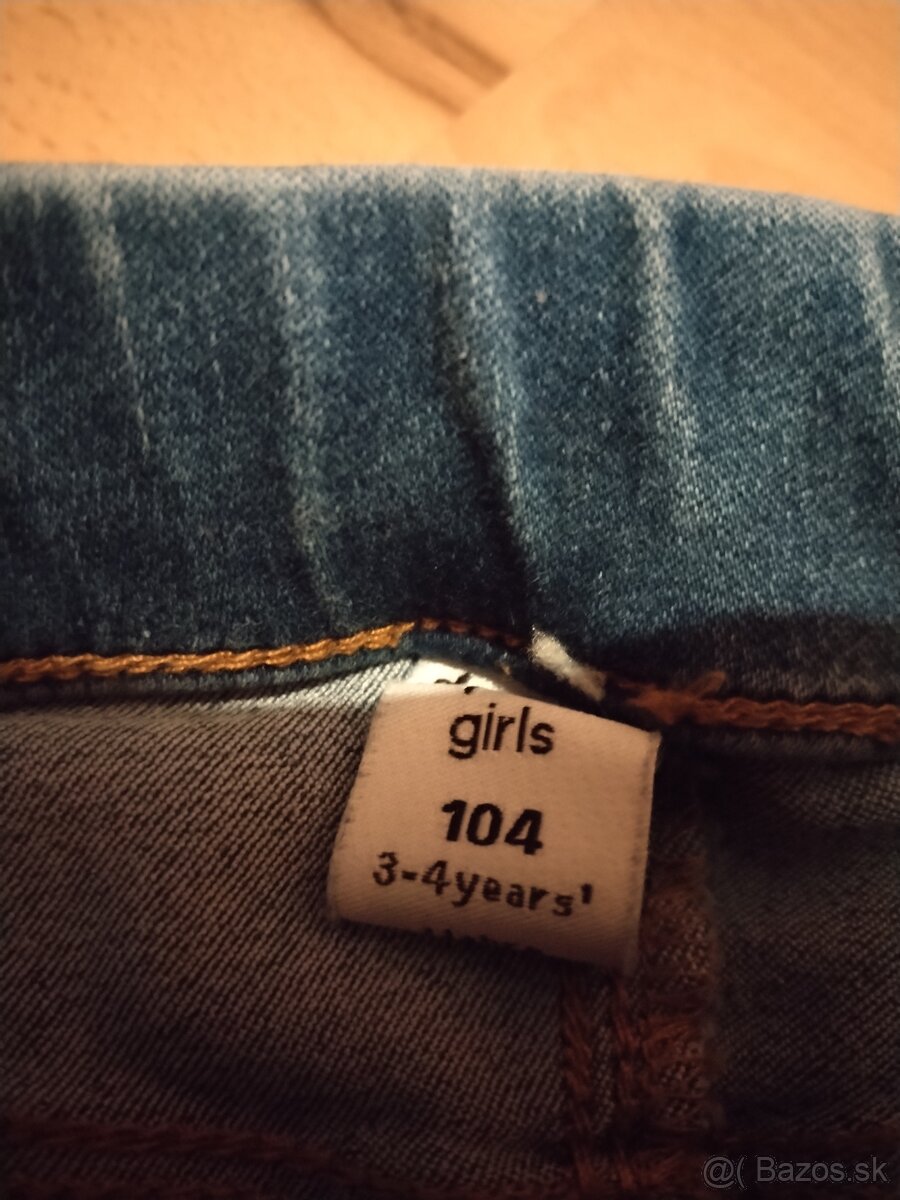 girls
104
3-4years'
@( Bazos.sk